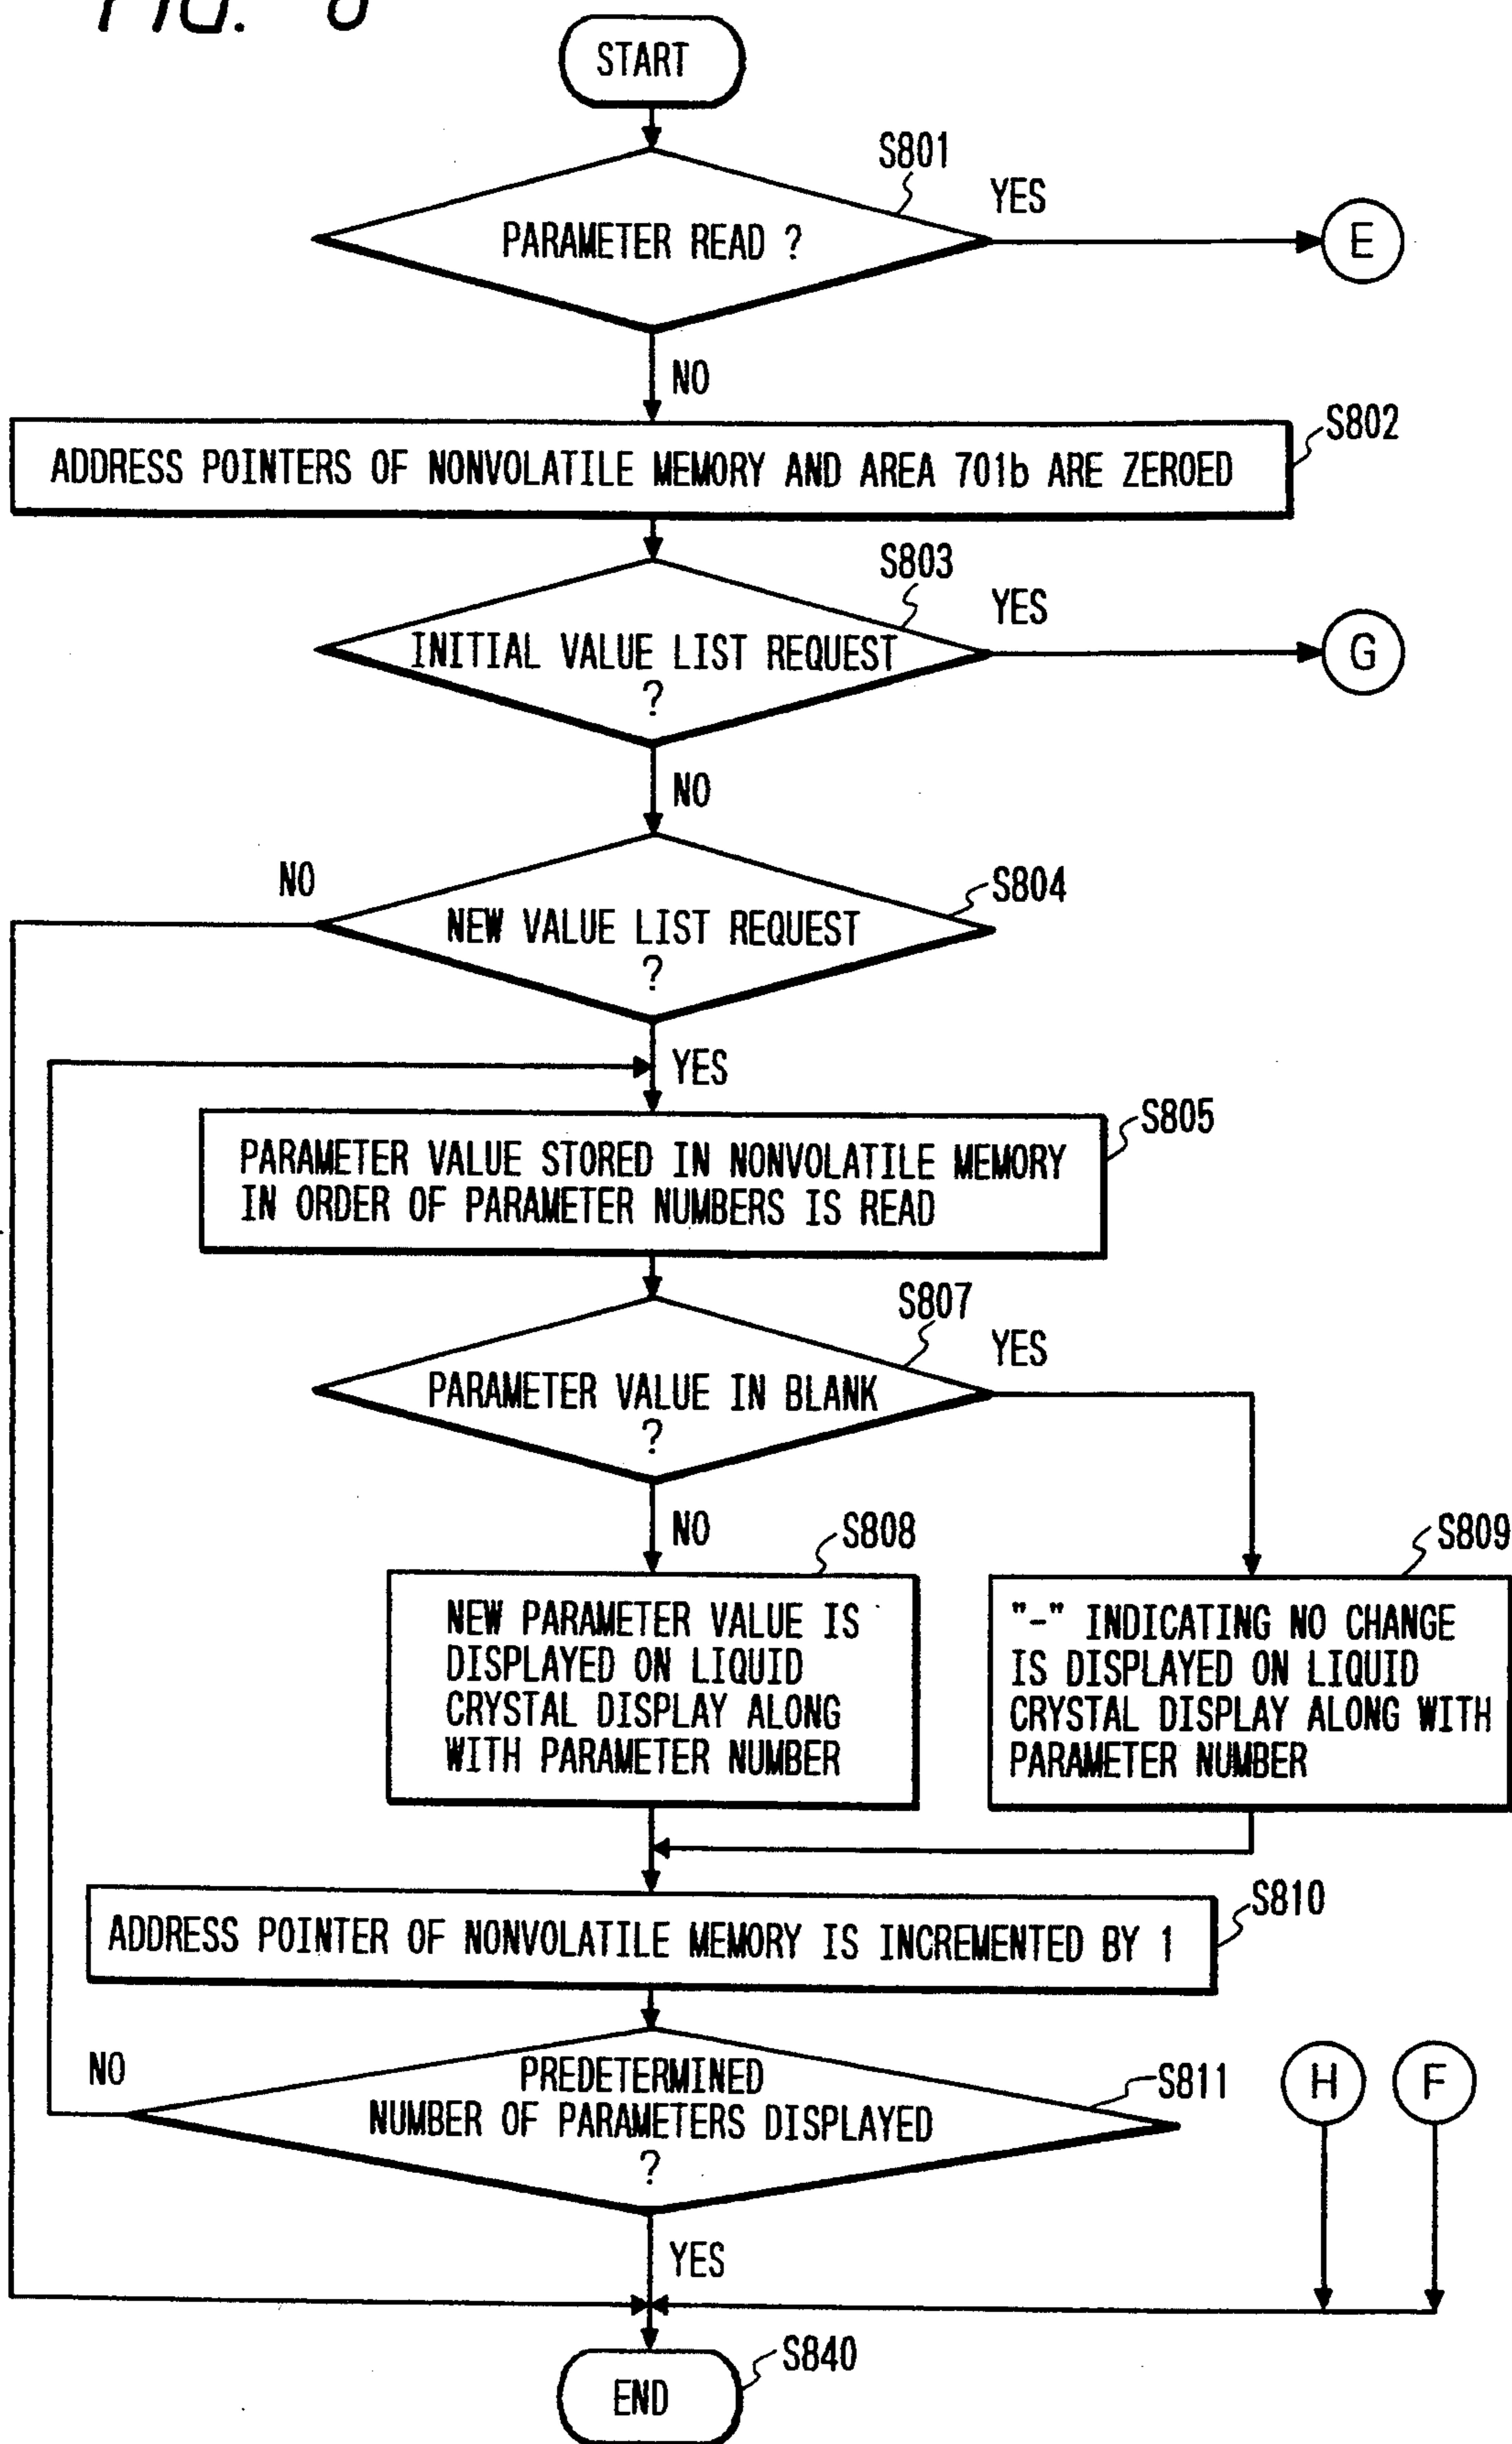 FIG. 8
START
S801
YES
PARAMETER READ ?
E
NO
S802
ADDRESS POINTERS OF NONVOLATILE MEMORY AND AREA 701b ARE ZEROED
S803
YES
INITIAL VALUE LIST REQUEST
?
G
NO
NO
S804
NEW VALUE LIST REQUEST
?
YES
S805
PARAMETER VALUE STORED IN NONVOLATILE MEMORY
IN ORDER OF PARAMETER NUMBERS IS READ
S807
YES
PARAMETER VALUE IN BLANK
?
NO
S808
S809
NEW PARAMETER VALUE IS
DISPLAYED ON LIQUID
CRYSTAL DISPLAY ALONG
WITH PARAMETER NUMBER
"-" INDICATING NO CHANGE
IS DISPLAYED ON LIQUID
CRYSTAL DISPLAY ALONG WITH
PARAMETER NUMBER
S810
ADDRESS POINTER OF NONVOLATILE MEMORY IS INCREMENTED BY 1
NO
PREDETERMINED
NUMBER OF PARAMETERS DISPLAYED
?
S811
H
F
YES
S840
END